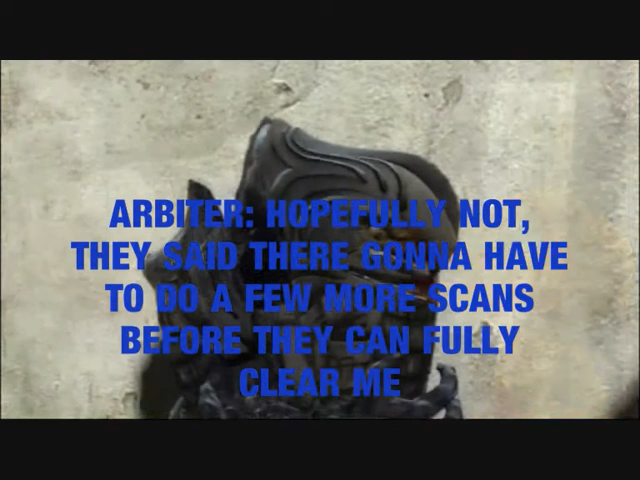 ARBITER: HOPEFULLY NOT,
THEY SAID THERE GONNA HAVE
TO DO A FEW MORE SCANS
BEFORE THEY CAN FULLY
CLEAR ME